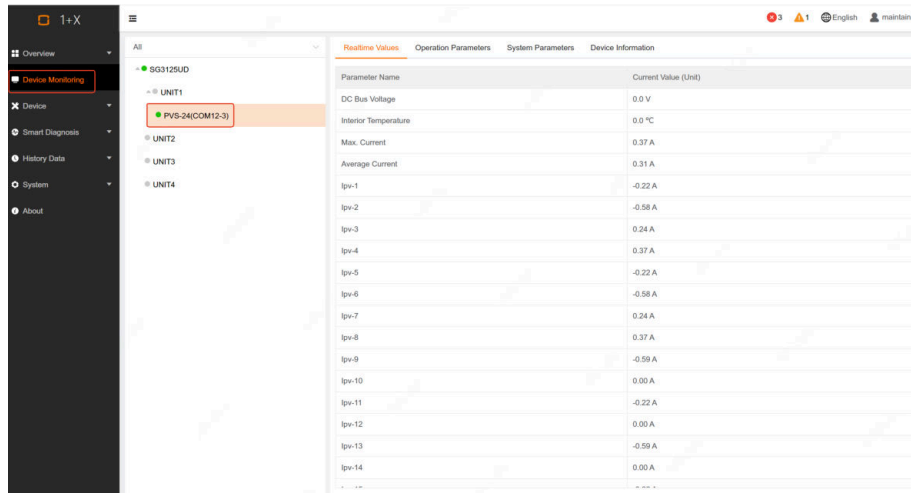 1+X
3 1 English maintain
Overview
Device Monitoring
Device
Smart Diagnosis
History Data
System
About
All
SG3125UD
UNIT1
PVS-24(COM12-3)
UNIT2
UNIT3
UNIT4
Realtime Values Operation Parameters System Parameters Device Information
Parameter Name Current Value (Unit)
DC Bus Voltage 0.0 V
Interior Temperature 0.0 ℃
Max. Current 0.37 A
Average Current 0.31 A
Ipv-1 -0.22 A
Ipv-2 -0.58 A
Ipv-3 0.24 A
Ipv-4 0.37 A
Ipv-5 -0.22 A
Ipv-6 -0.58 A
Ipv-7 0.24 A
Ipv-8 0.37 A
Ipv-9 -0.59 A
Ipv-10 0.00 A
Ipv-11 -0.22 A
Ipv-12 0.00 A
Ipv-13 -0.59 A
Ipv-14 0.00 A